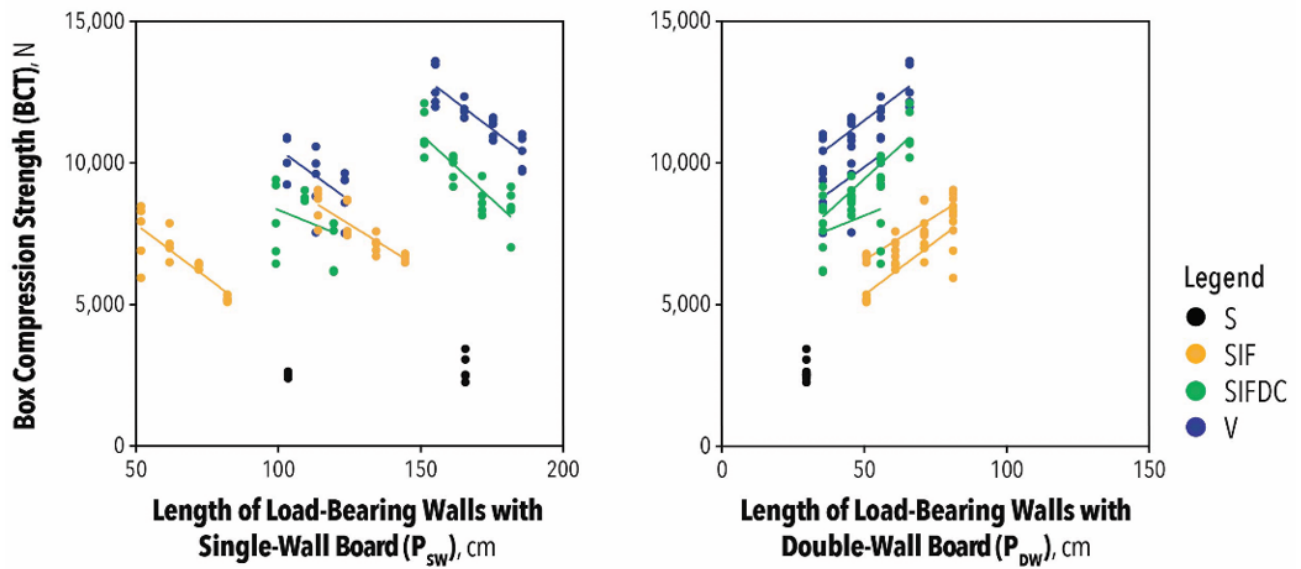 Box Compression Strength (BCT), N
15,000
10,000
5,000
0
50
100
150
200
Length of Load-Bearing Walls with
Single-Wall Board (PSW), cm
15,000
10,000
5,000
0
0
50
100
150
Length of Load-Bearing Walls with
Double-Wall Board (PDW), cm
Legend
S
SIF
SIFDC
V